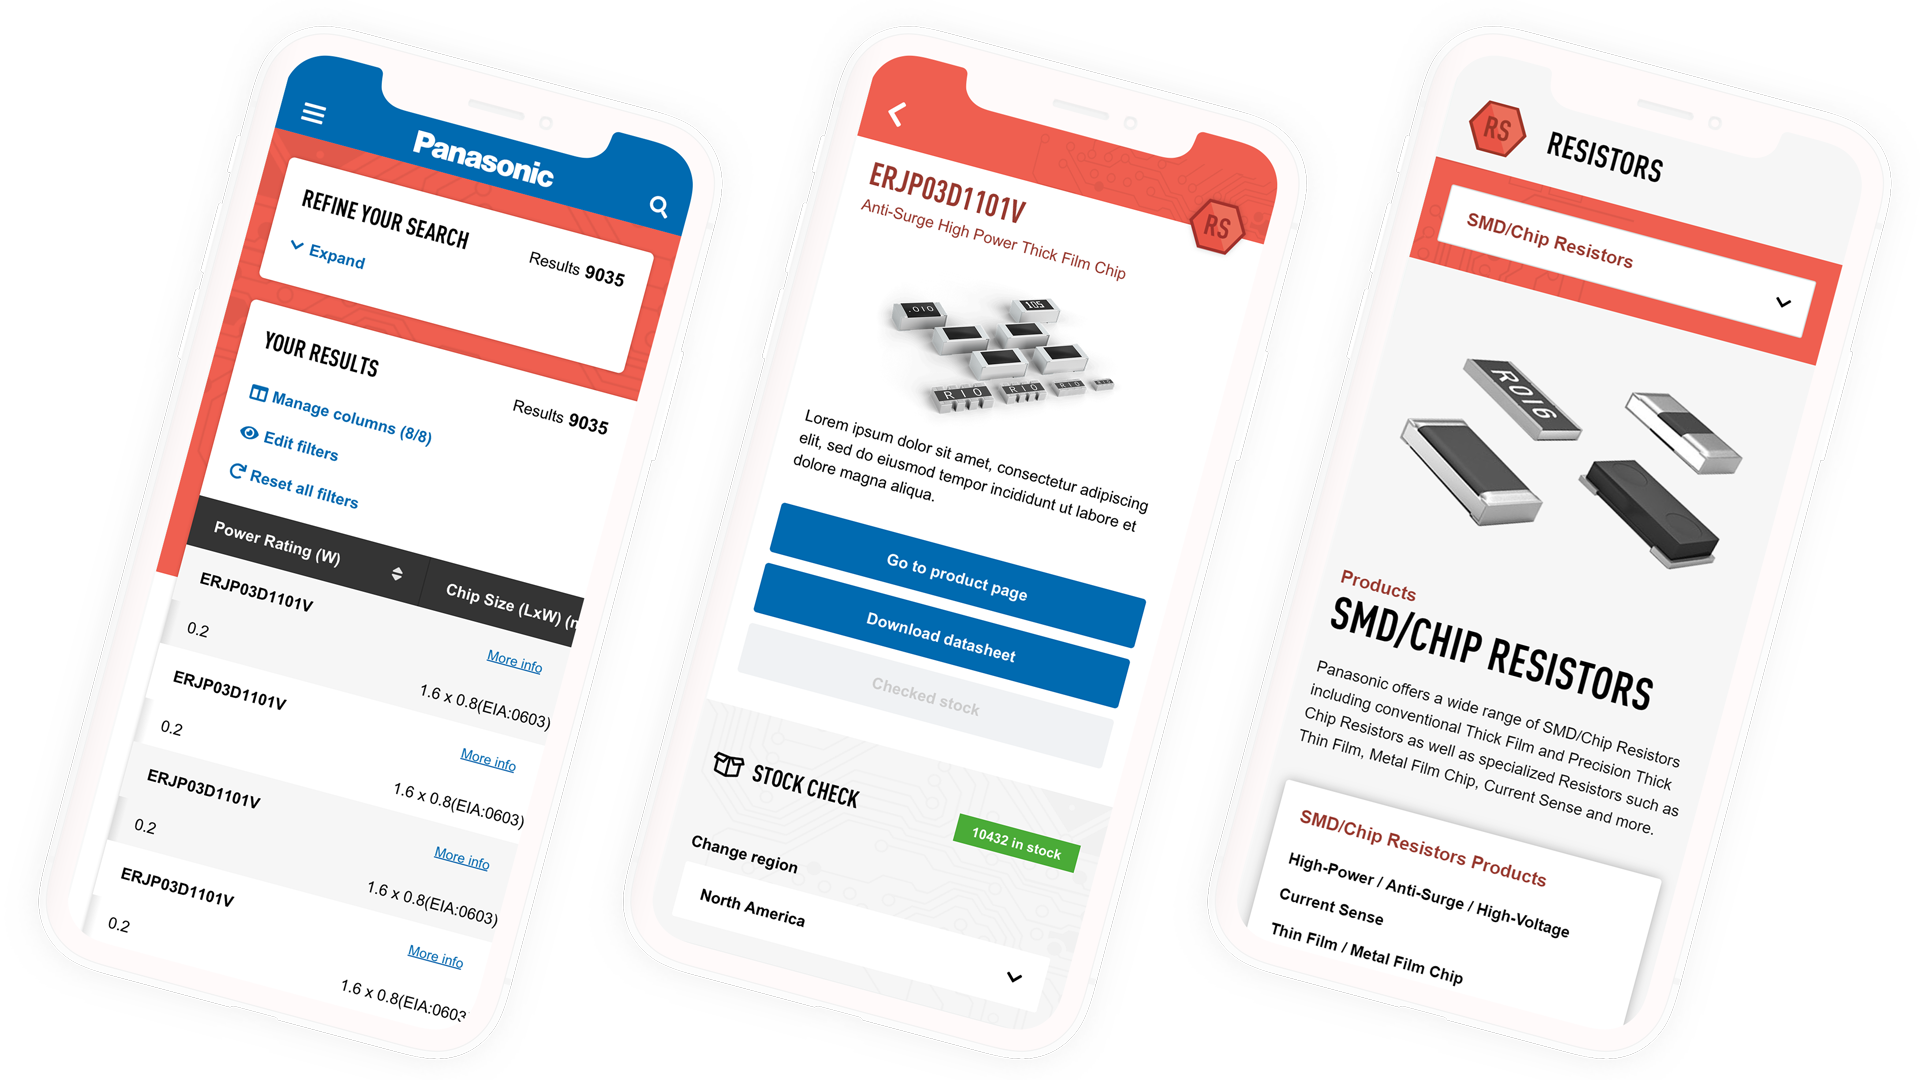 Panasonic
REFINE YOUR SEARCH
Results 9035
Expand
YOUR RESULTS
Results 9035
Manage columns (8/8)
Edit filters
Reset all filters
Power Rating (W)
Chip Size (LxW) (m
ERJP03D1101V
More info
0.2
1.6 x 0.8(EIA:0603)
ERJP03D1101V
More info
0.2
1.6 x 0.8(EIA:0603)
ERJP03D1101V
More info
0.2
1.6 x 0.8(EIA:0603)
ERJP03D1101V
More info
0.2
1.6 x 0.8(EIA:0603
ERJP03D1101V
Anti-Surge High Power Thick Film Chip
RS
.010
105
R10
R10
R10
Lorem ipsum dolor sit amet, consectetur adipiscing
elit, sed do eiusmod tempor incididunt ut labore et
dolore magna aliqua.
Go to product page
Download datasheet
Checked stock
STOCK CHECK
10432 in stock
Change region
North America
RS
RESISTORS
SMD/Chip Resistors
R016
Products
SMD/CHIP RESISTORS
Panasonic offers a wide range of SMD/Chip Resistors
including conventional Thick Film and Precision Thick
Chip Resistors as well as specialized Resistors such as
Thin Film, Metal Film Chip, Current Sense and more.
SMD/Chip Resistors Products
High-Power / Anti-Surge / High-Voltage
Current Sense
Thin Film / Metal Film Chip